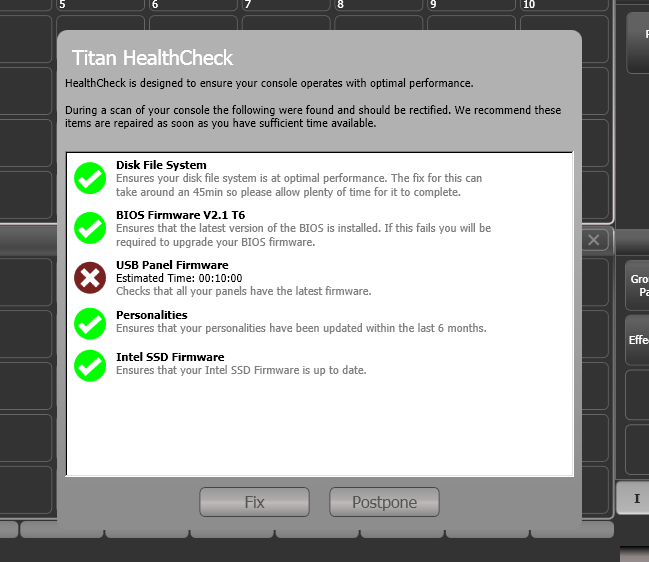 5 6 7 8 9 10
Titan HealthCheck
HealthCheck is designed to ensure your console operates with optimal performance.
During a scan of your console the following were found and should be rectified. We recommend these
items are repaired as soon as you have sufficient time available.
Disk File System
Ensures your disk file system is at optimal performance. The fix for this can
take around an 45min so please allow plenty of time for it to complete.
BIOS Firmware V2.1 T6
Ensures that the latest version of the BIOS is installed. If this fails you will be
required to upgrade your BIOS firmware.
USB Panel Firmware
Estimated Time: 00:10:00
Checks that all your panels have the latest firmware.
Personalities
Ensures that your personalities have been updated within the last 6 months.
Intel SSD Firmware
Ensures that your Intel SSD Firmware is up to date.
Fix Postpone
Gro
Pa
Effe
I